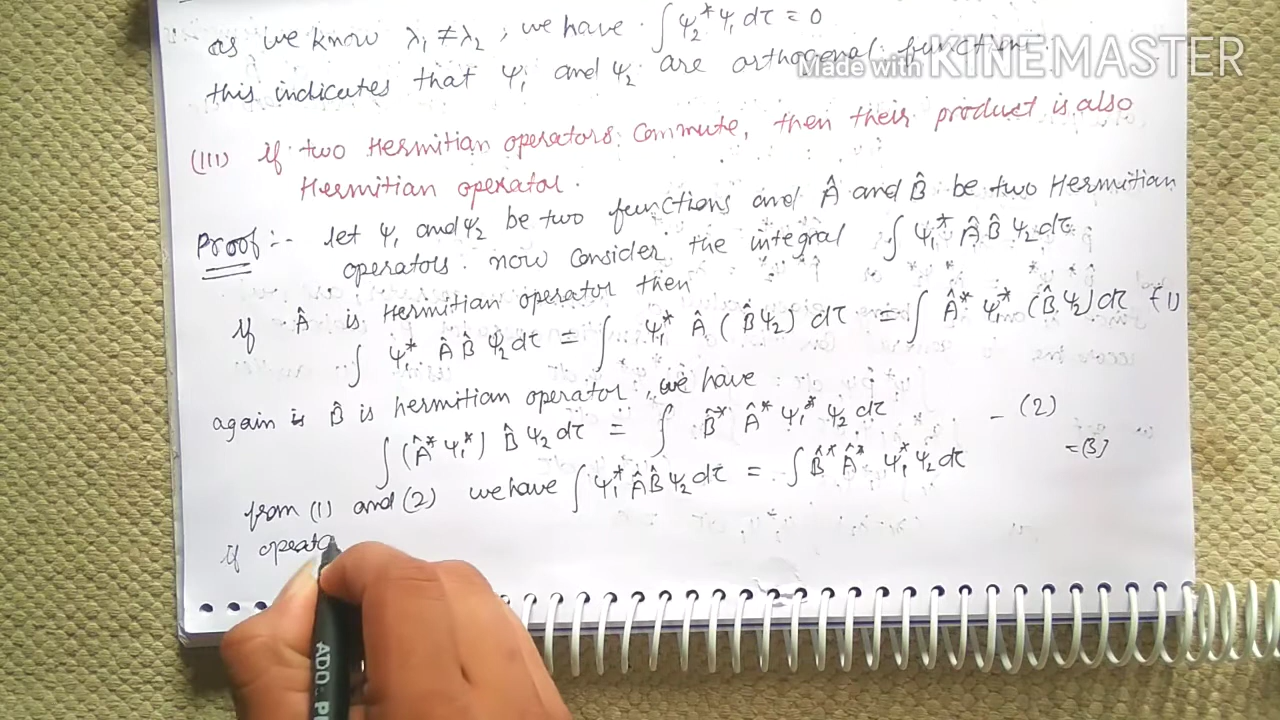 as we know λ₁ ≠ λ₂, we have ∫ ψ₂* ψ₁ dτ = 0
this indicates that ψ₁ and ψ₂ are orthogonal functions.
Made with KINEMASTER
(III) If two Hermitian operators commute, then their product is also
Hermitian operator.
Proof:- let ψ₁ and ψ₂ be two functions and Â and B̂ be two Hermitian
operators. now consider the integral ∫ ψ₁* Â B̂ ψ₂ dτ
If Â is Hermitian operator then
∫ ψ* Â B̂ ψ₂ dτ = ∫ ψ₁* Â (B̂ψ₂) dτ = ∫ Â* ψ₁* (B̂ ψ₂) dτ -(1)
again B̂ is hermitian operator, we have
∫ (Â* ψ₁*) B̂ ψ₂ dτ = ∫ B̂* Â* ψ₁* ψ₂ dτ - (2)
from (1) and (2) we have ∫ ψ₁* Â B̂ ψ₂ dτ = ∫ B̂* Â* ψ₁* ψ₂ dτ -(3)
if operato
ADD. P